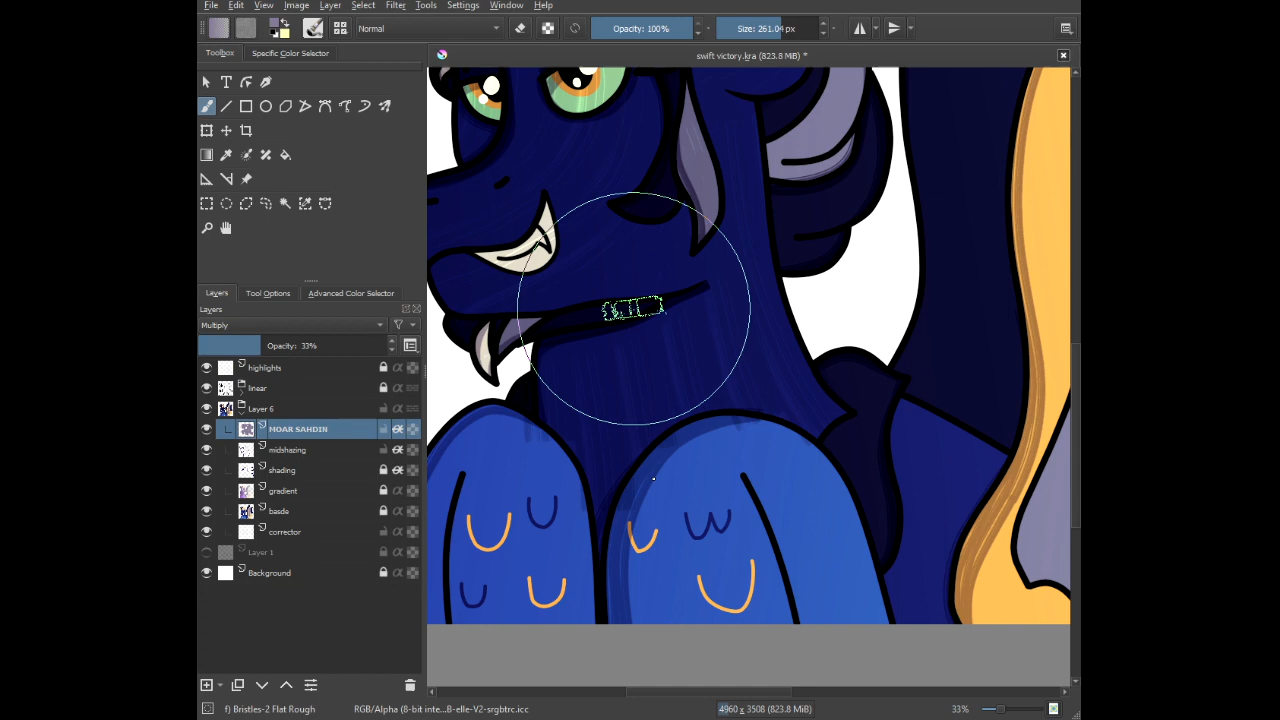 File Edit View Image Layer Select Filter Tools Settings Window Help
Normal Opacity: 100% Size: 261.04 px
Toolbox Specific Color Selector
swift victory.kra (823.8 MiB) *
Layers Tool Options Advanced Color Selector
Layers
Multiply
Opacity: 33%
highlights
linear
Layer 6
MOAR SAHDIN
midshazing
shading
gradient
basde
corrector
Layer 1
Background
f) Bristles-2 Flat Rough RGB/Alpha (8-bit inte...B-elle-V2-srgbtrc.icc 4960 x 3508 (823.8 MiB) 33%